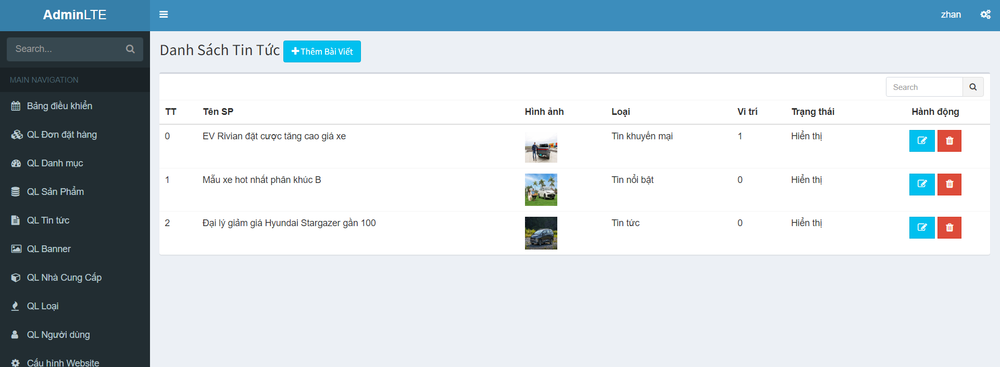 AdminLTE
zhan
Search...
MAIN NAVIGATION
Bảng điều khiển
QL Đơn đặt hàng
QL Danh mục
QL Sản Phẩm
QL Tin tức
QL Banner
QL Nhà Cung Cấp
QL Loại
QL Người dùng
Cấu hình Website
Danh Sách Tin Tức Thêm Bài Viết
Search
TT Tên SP Hình ảnh Loại Vi trí Trạng thái Hành động
0 EV Rivian đặt cược tăng cao giá xe Tin khuyến mại 1 Hiển thị
1 Mẫu xe hot nhất phân khúc B Tin nổi bật 0 Hiển thị
2 Đại lý giảm giá Hyundai Stargazer gần 100 Tin tức 0 Hiển thị